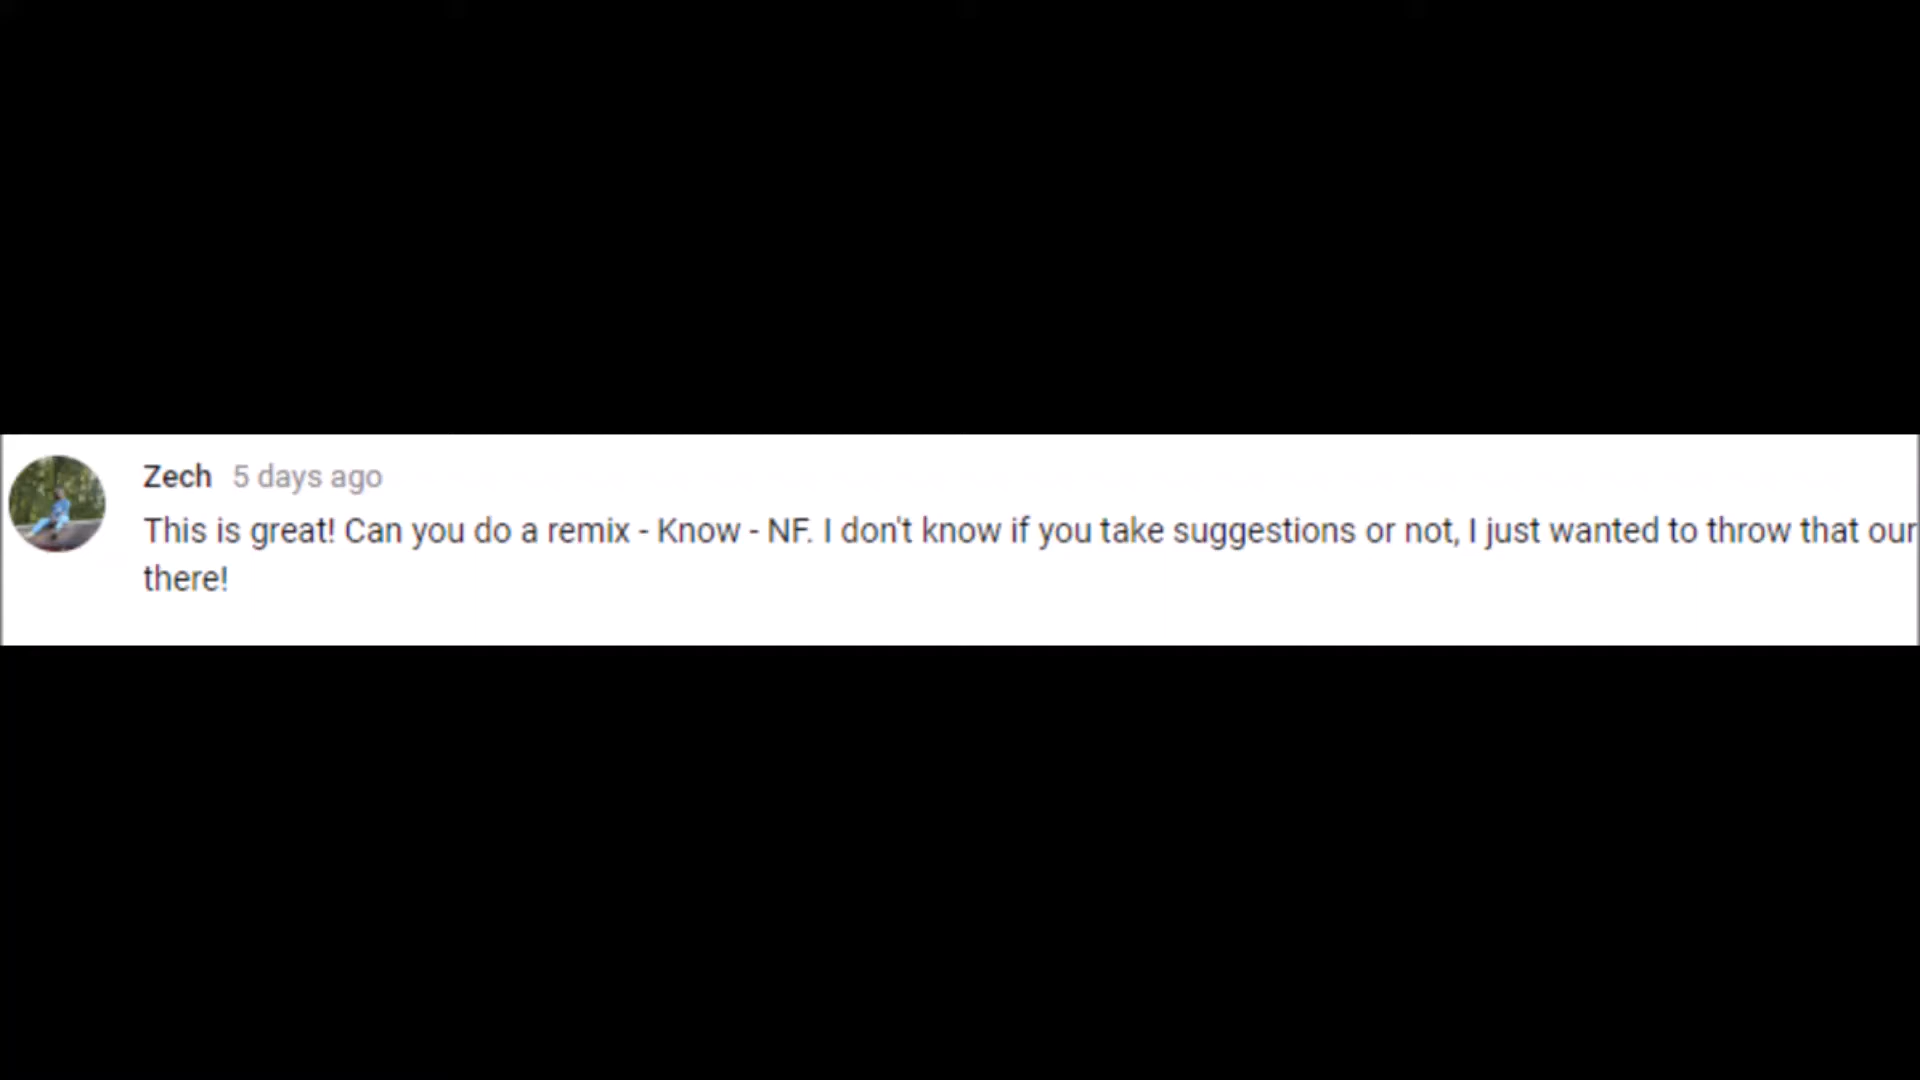 Zech 5 days ago
This is great! Can you do a remix - Know - NF. I don't know if you take suggestions or not, I just wanted to throw that our
there!